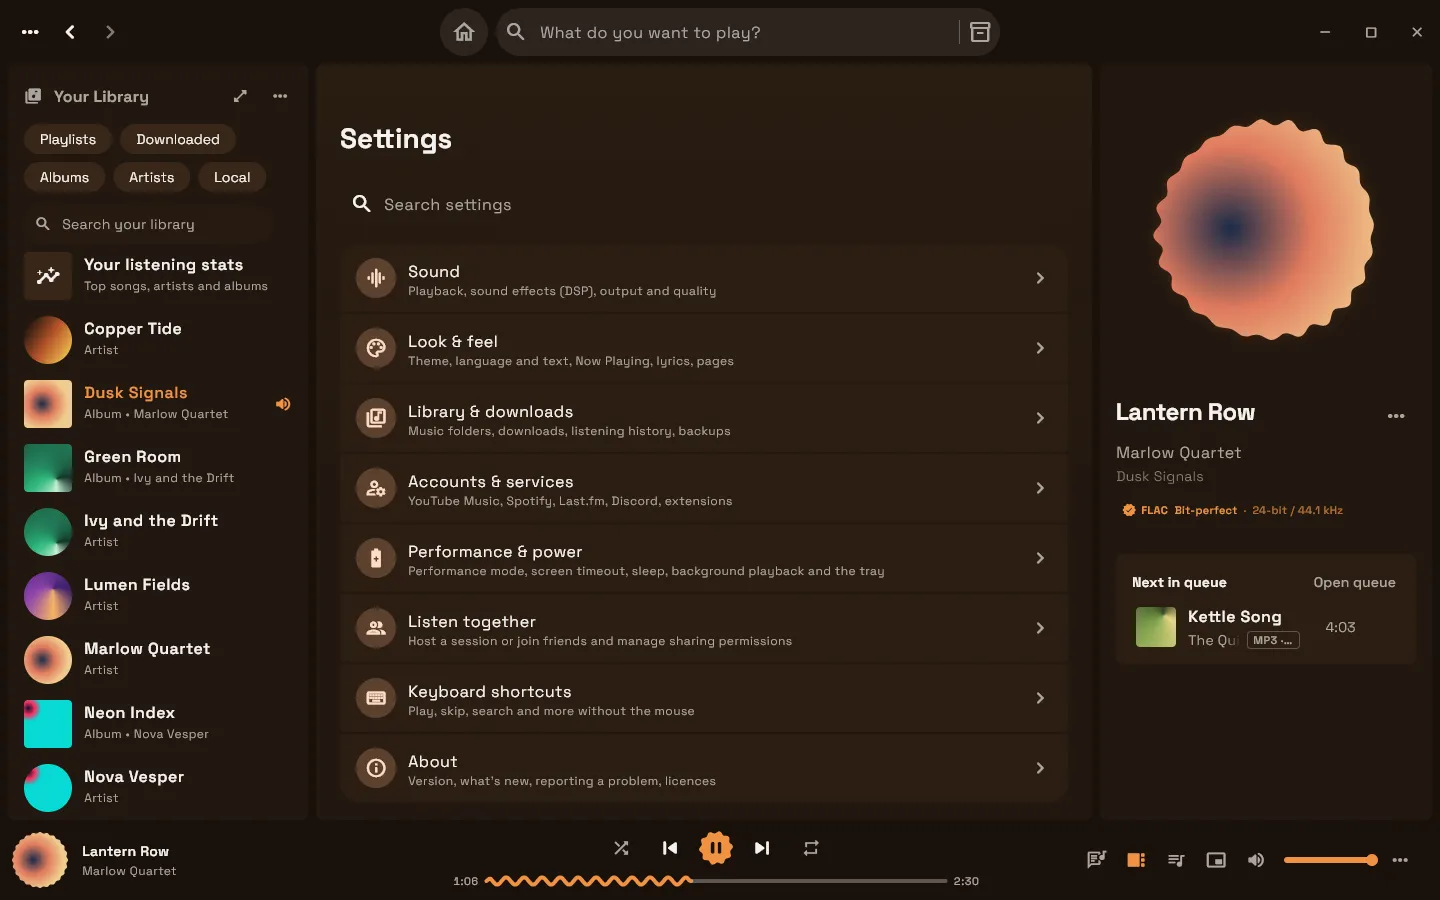 What do you want to play?
Your Library
Playlists
Downloaded
Albums
Artists
Local
Search your library
Your listening stats
Top songs, artists and albums
Copper Tide
Artist
Dusk Signals
Album • Marlow Quartet
Green Room
Album • Ivy and the Drift
Ivy and the Drift
Artist
Lumen Fields
Artist
Marlow Quartet
Artist
Neon Index
Album • Nova Vesper
Nova Vesper
Artist
Settings
Search settings
Sound
Playback, sound effects (DSP), output and quality
Look & feel
Theme, language and text, Now Playing, lyrics, pages
Library & downloads
Music folders, downloads, listening history, backups
Accounts & services
YouTube Music, Spotify, Last.fm, Discord, extensions
Performance & power
Performance mode, screen timeout, sleep, background playback and the tray
Listen together
Host a session or join friends and manage sharing permissions
Keyboard shortcuts
Play, skip, search and more without the mouse
About
Version, what's new, reporting a problem, licences
Lantern Row
Marlow Quartet
Dusk Signals
FLAC Bit-perfect · 24-bit / 44.1 kHz
Next in queue
Open queue
Kettle Song
The Qui
MP3 ·…
4:03
Lantern Row
Marlow Quartet
1:06
2:30